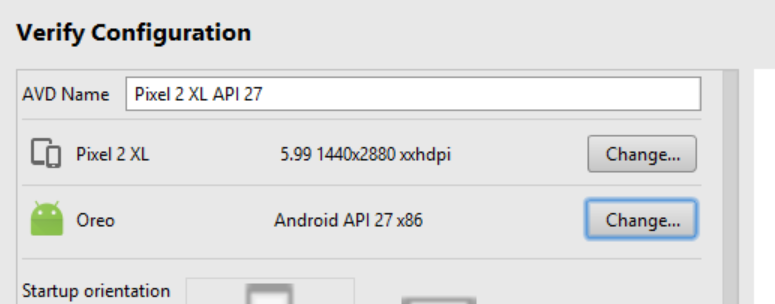 Verify Configuration
AVD Name Pixel 2 XL API 27
Pixel 2 XL 5.99 1440x2880 xxhdpi Change...
Oreo Android API 27 x86 Change...
Startup orientation